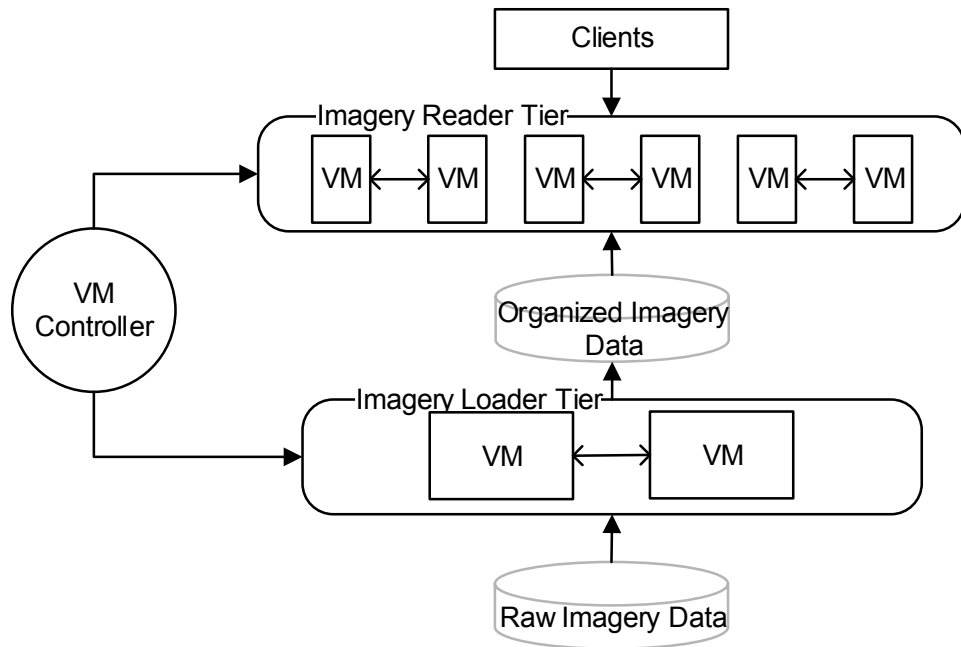 Clients
Imagery Reader Tier
VM VM VM VM VM VM
VM
Controller
Organized Imagery
Data
Imagery Loader Tier
VM VM
Raw Imagery Data